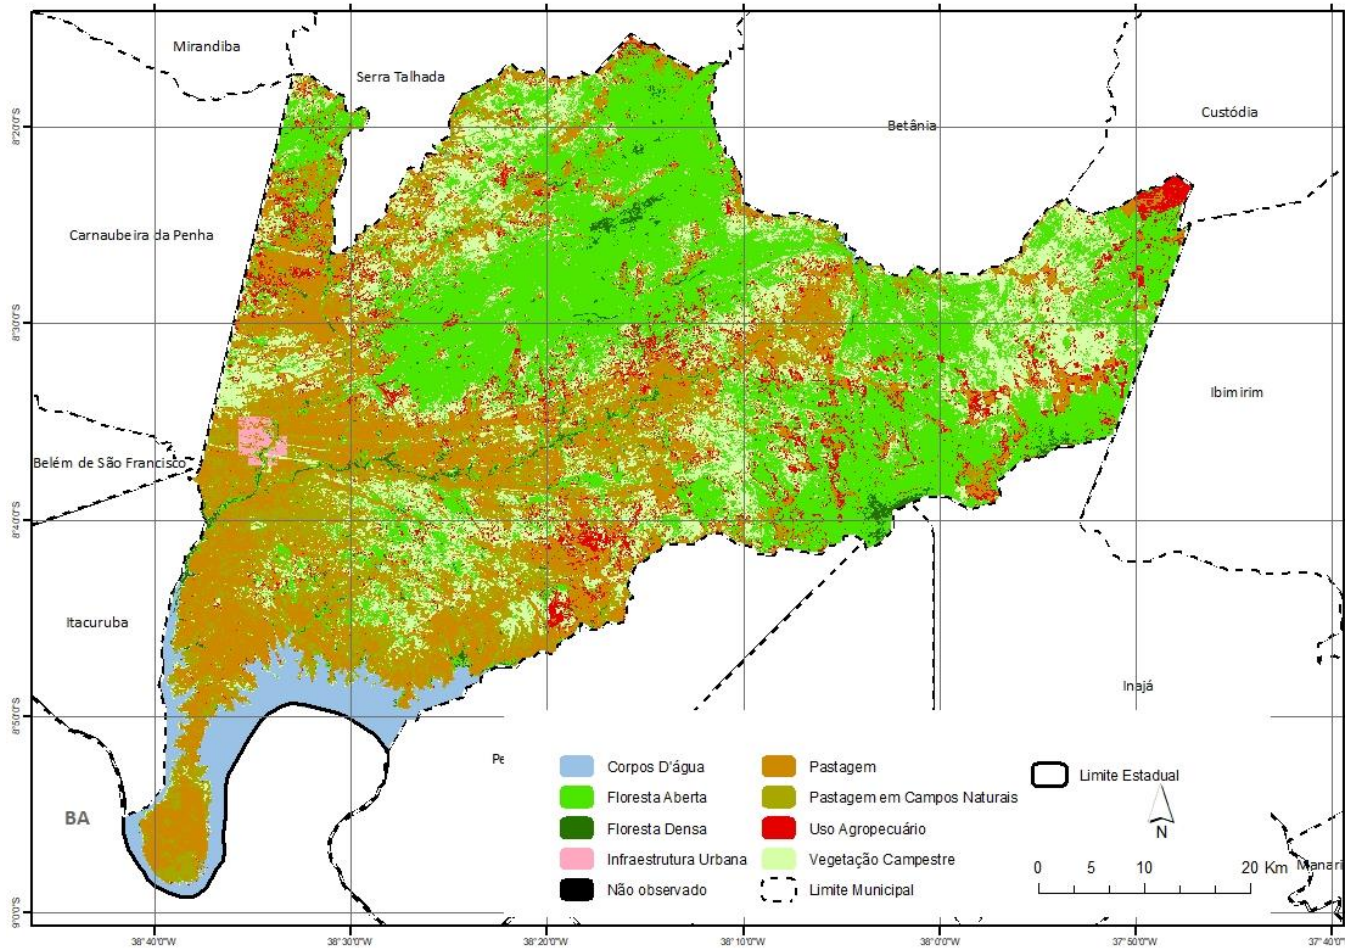 Mirandiba
Serra Talhada
Betânia
Custódia
Carnaubeira da Penha
Ibimirim
Belém de São Francisco
Itacuruba
Inajá
Pe
BA
Manari
Corpos D'água
Floresta Aberta
Floresta Densa
Infraestrutura Urbana
Não observado
Pastagem
Pastagem em Campos Naturais
Uso Agropecuário
Vegetação Campestre
Limite Municipal
Limite Estadual
N
0 5 10 20 Km
8°20'0"S
8°30'0"S
8°40'0"S
8°50'0"S
9°0'0"S
38°40'0"W 38°30'0"W 38°20'0"W 38°10'0"W 38°0'0"W 37°50'0"W 37°40'0"W